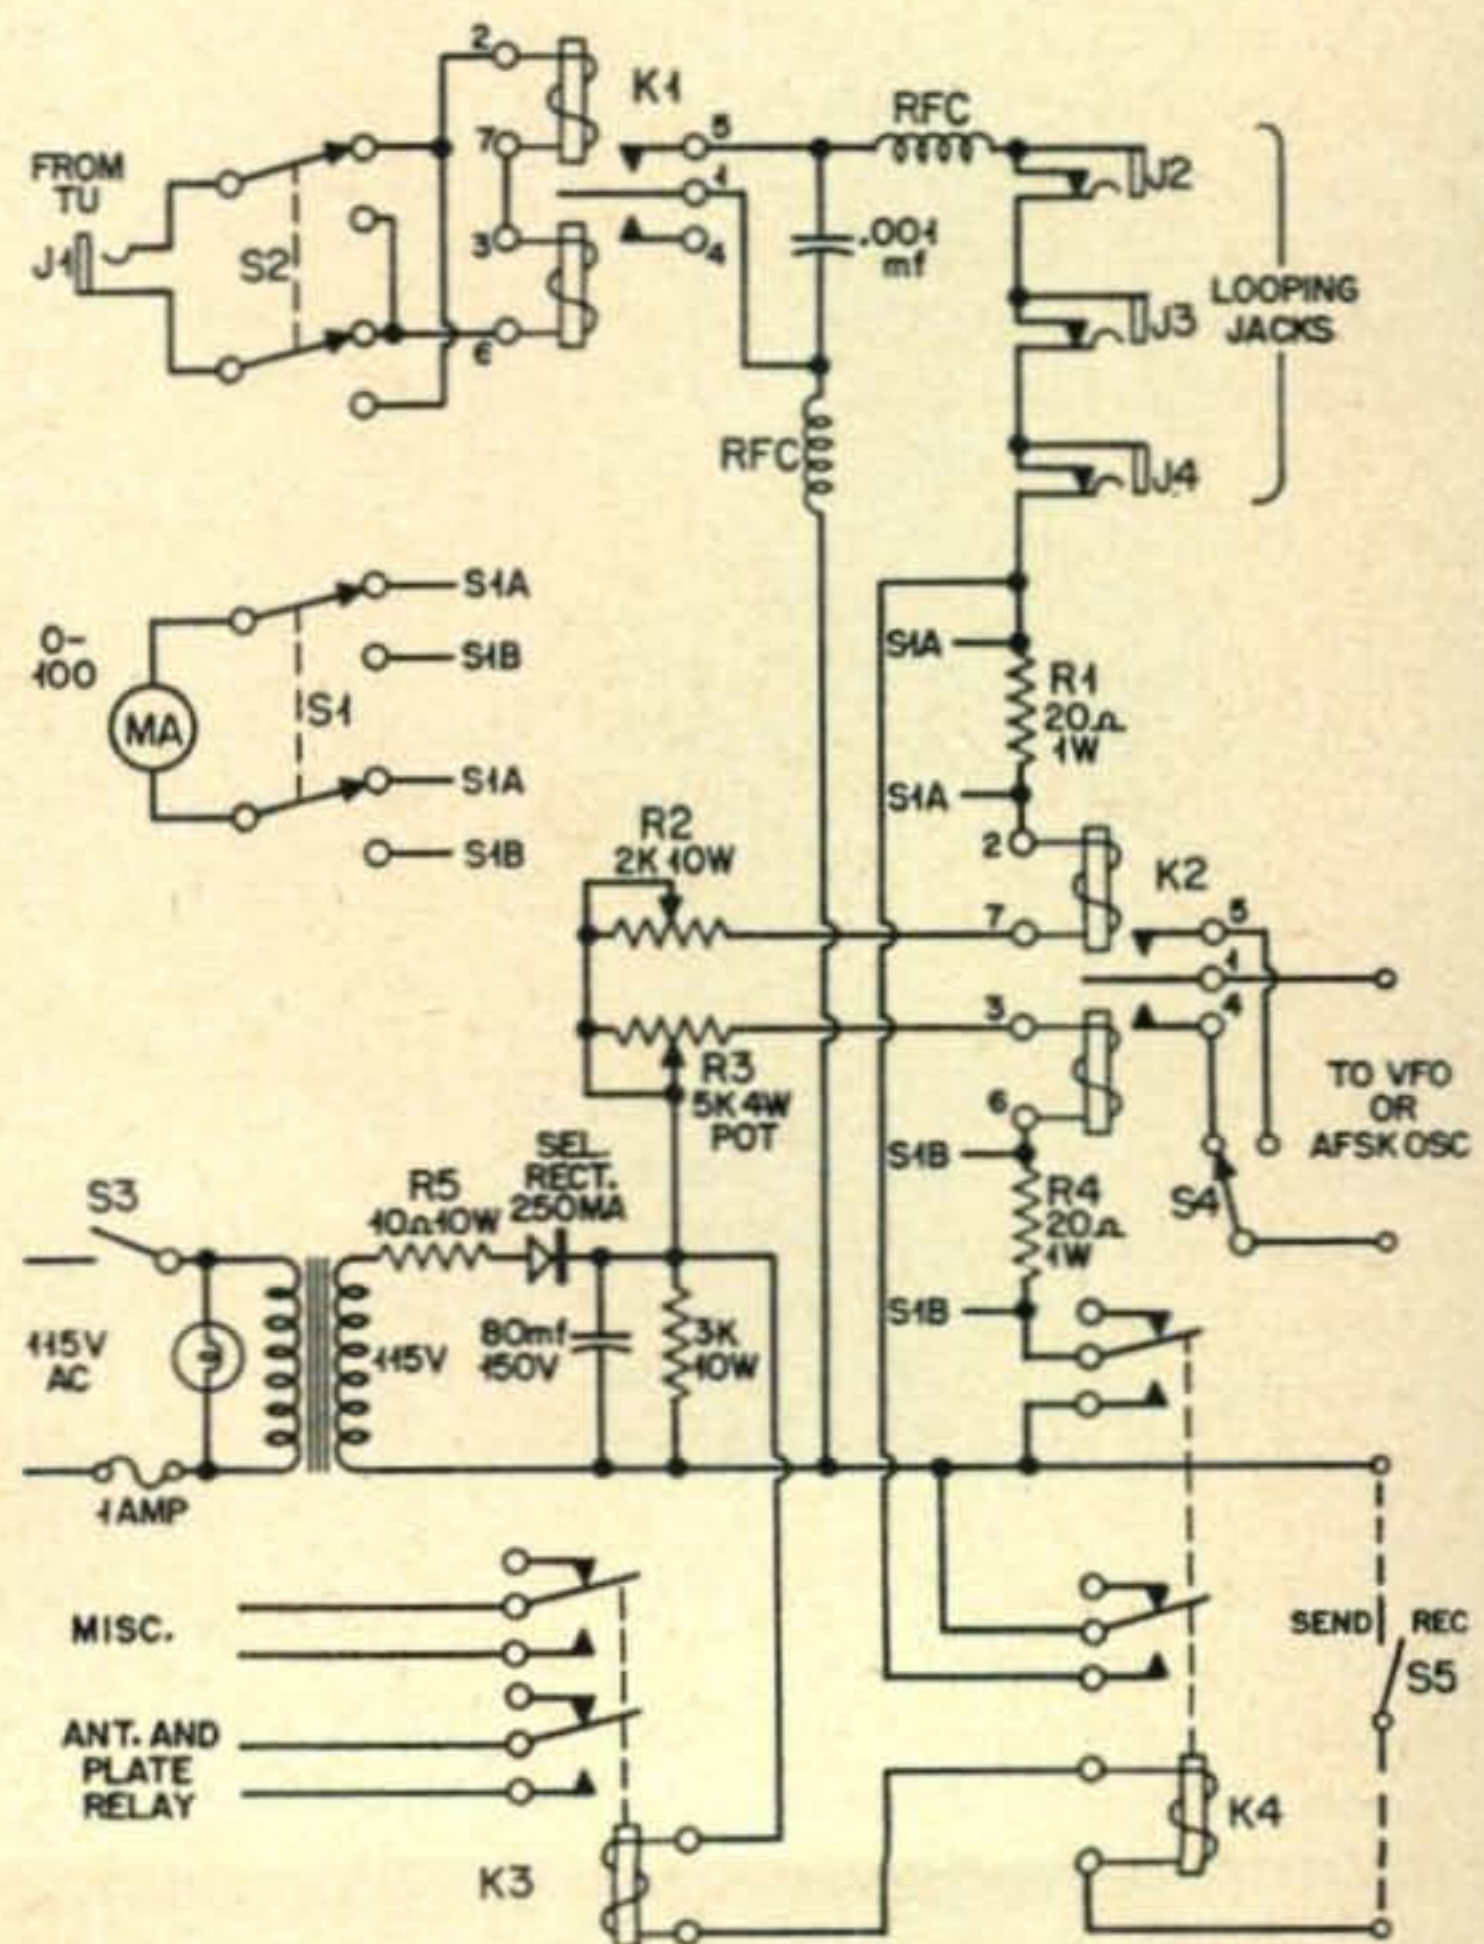 2
K1
RFC
FROM
TU
7
5
J2
1
J1
S2
3
4
.001
mf
LOOPING
JACKS
J3
6
RFC
J4
S1A
0-
100
S1B
S1A
MA
S1
R1
20Ω
1W
S1A
S1A
S1B
R2
2K 10W
2
K2
7
5
1
3
4
R3
5K 4W
POT
TO VFO
OR
AFSK OSC
6
S1B
S3
R5
10Ω 10W
SEL.
RECT.
250MA
R4
20Ω
1W
S4
S1B
115V
AC
115V
80mf
150V
3K
10W
1AMP
MISC.
SEND
REC
S5
ANT. AND
PLATE
RELAY
K4
K3